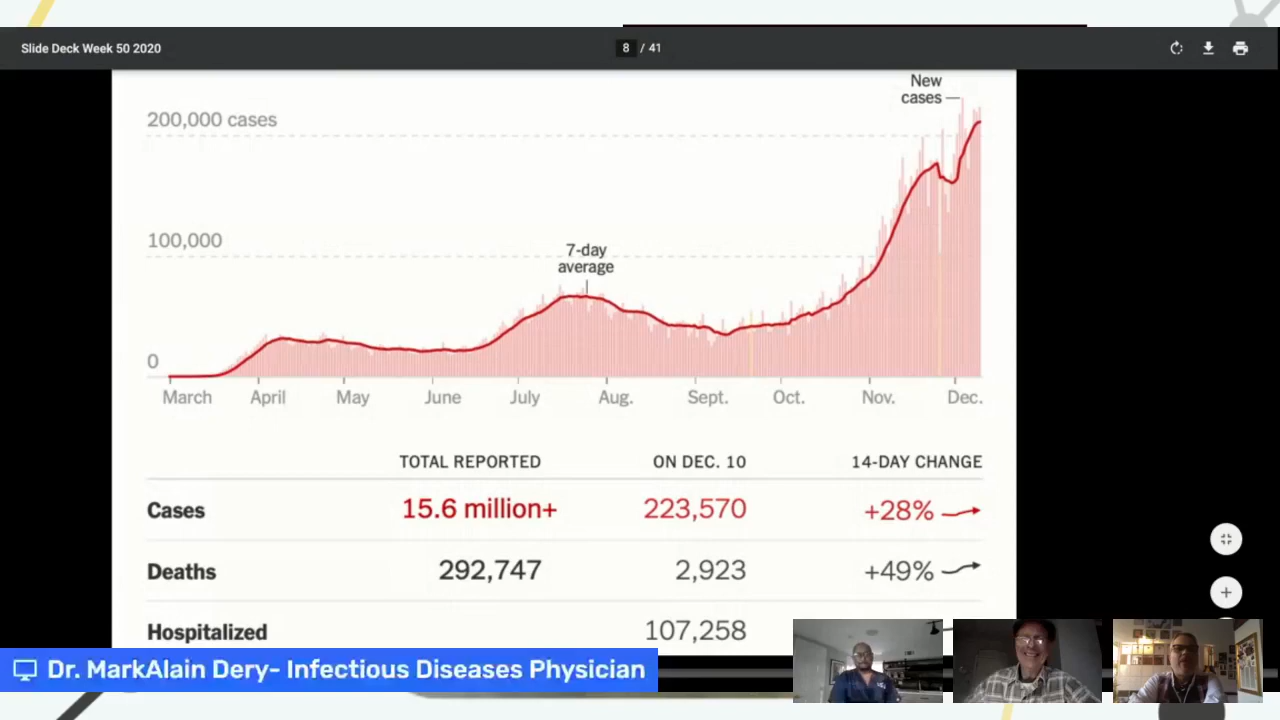 Slide Deck Week 50 2020
8 / 41
New
cases
200,000 cases
100,000
7-day
average
0
March April May June July Aug. Sept. Oct. Nov. Dec.
TOTAL REPORTED ON DEC. 10 14-DAY CHANGE
Cases 15.6 million+ 223,570 +28%
Deaths 292,747 2,923 +49%
Hospitalized 107,258
Dr. MarkAlain Dery- Infectious Diseases Physician